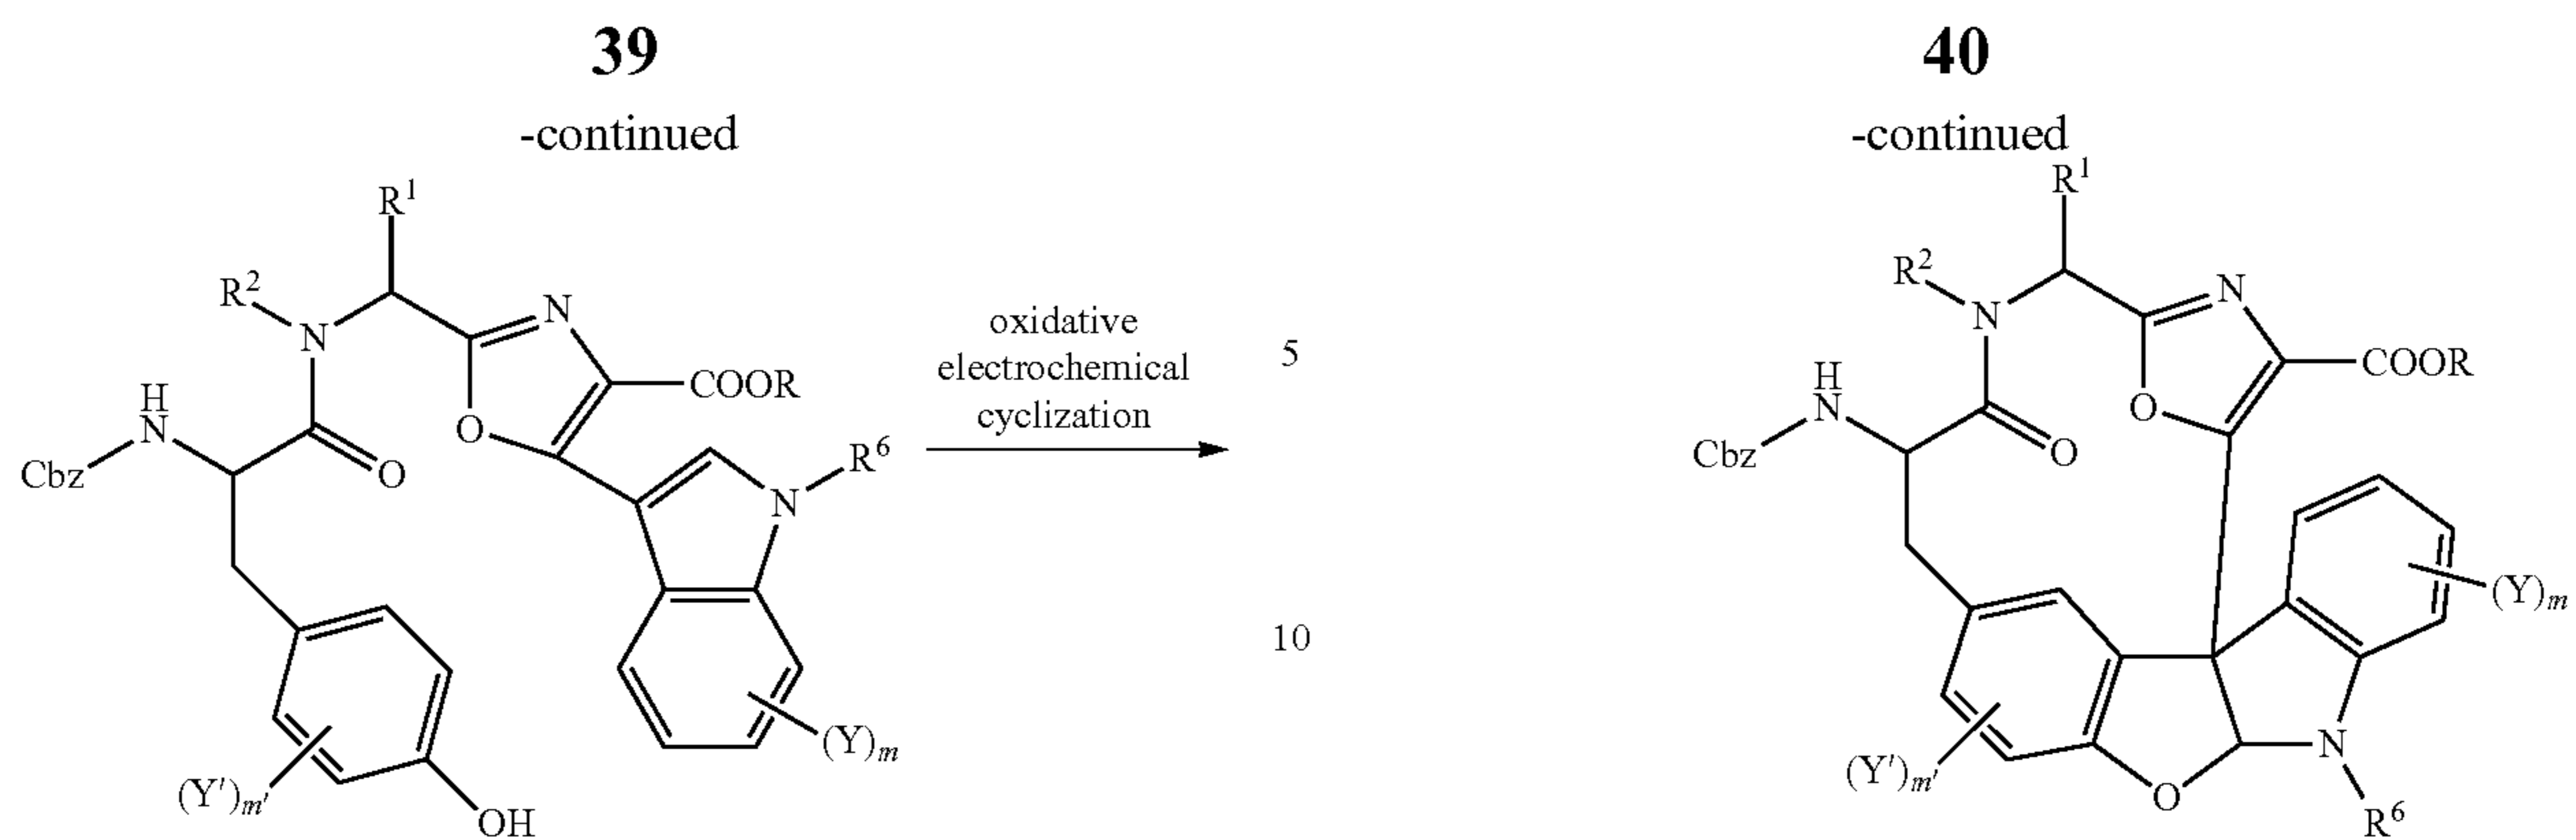 39
-continued
R¹
R²
N
N
COOR
H
N
O
Cbz
O
R⁶
N
(Y)m
(Y')m'
OH
oxidative
electrochemical
cyclization
5
10
40
-continued
R¹
R²
N
N
COOR
H
N
O
Cbz
O
(Y)m
(Y')m'
N
O
R⁶